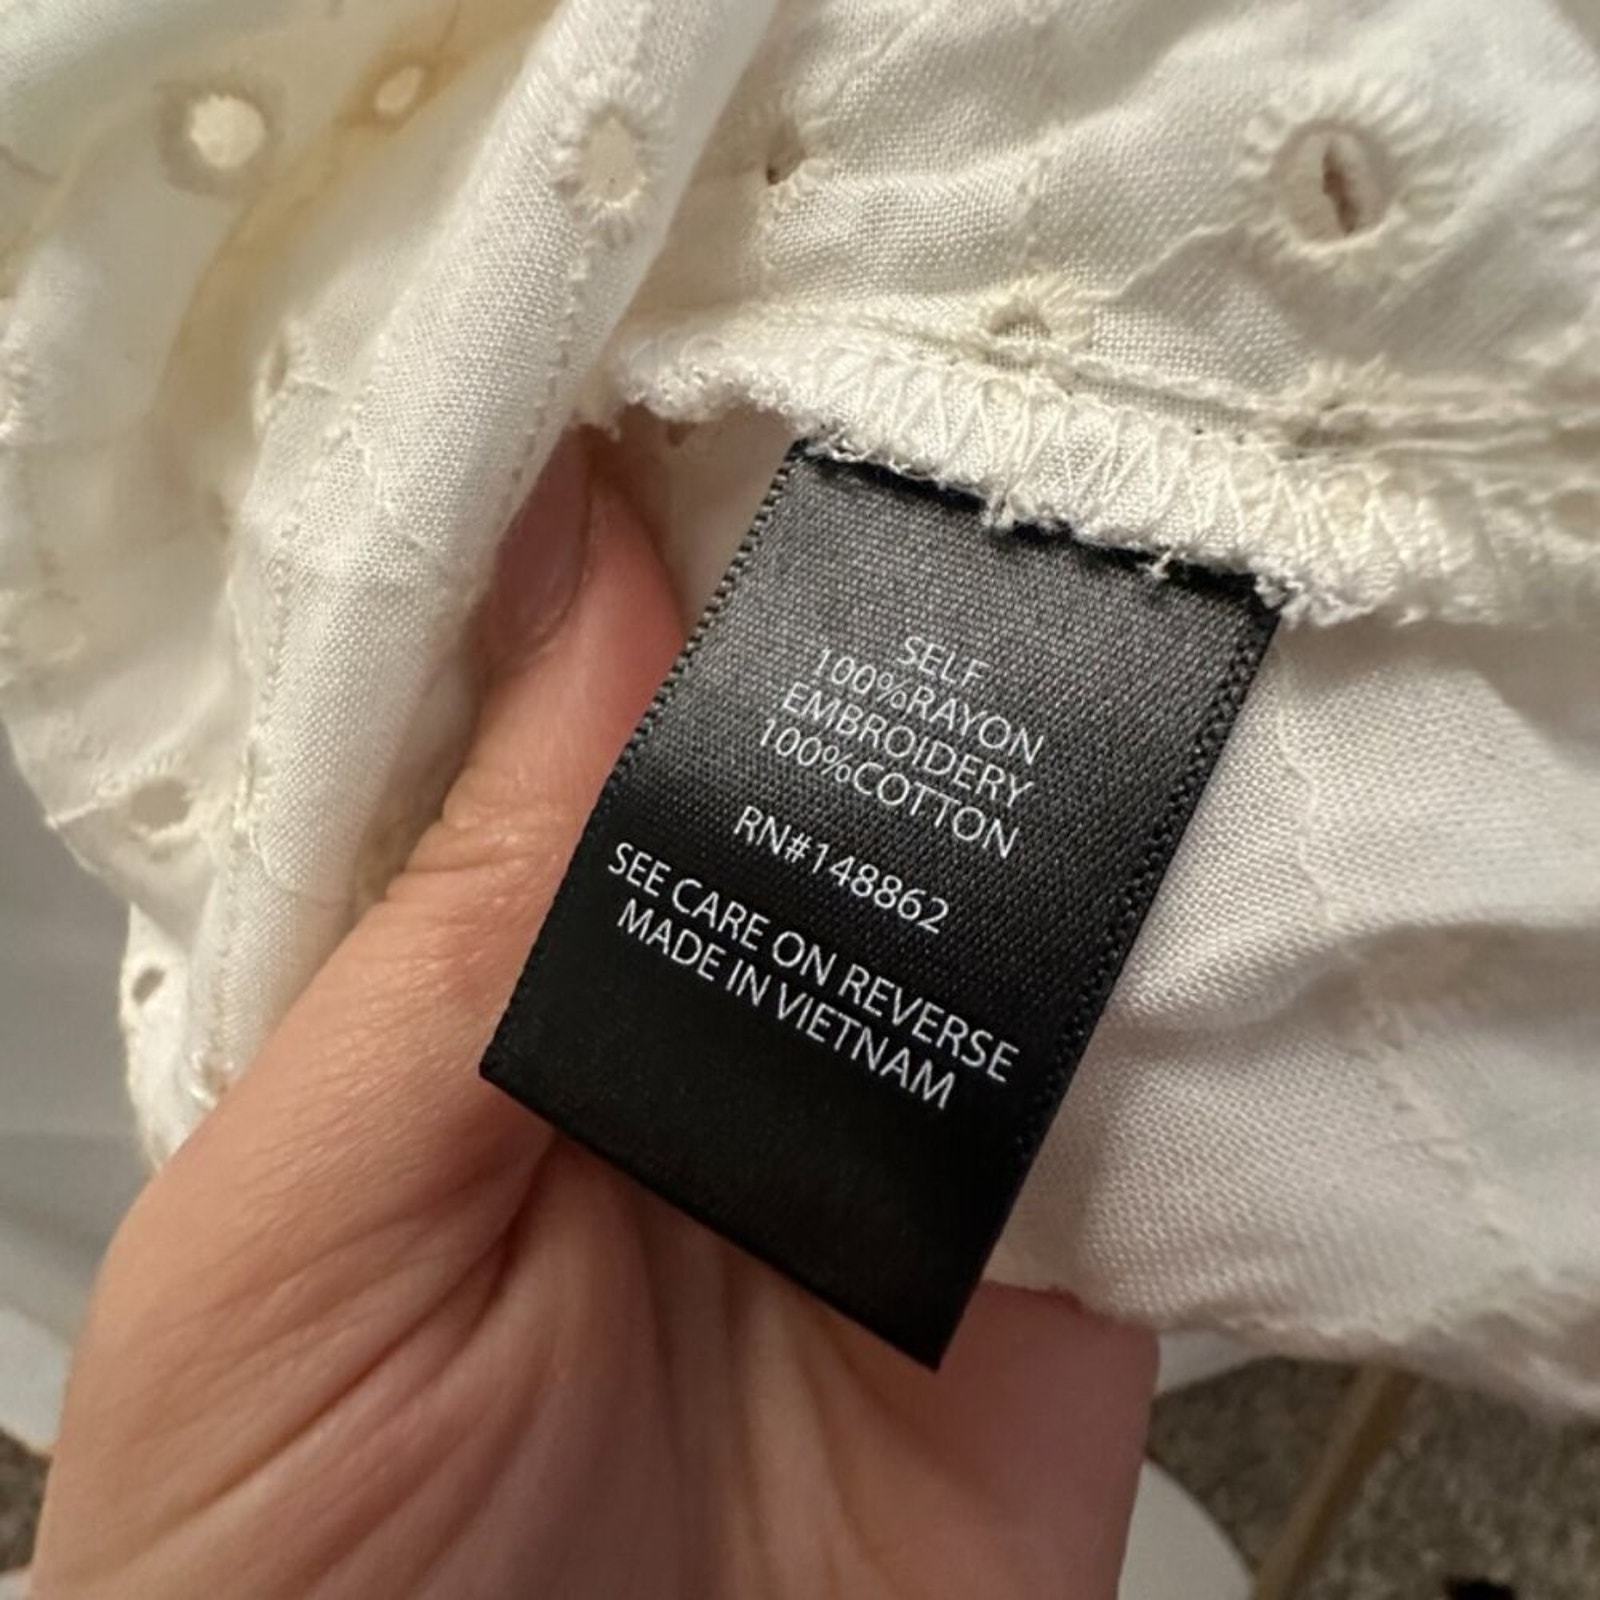 SELF
100%RAYON
EMBROIDERY
100%COTTON
RN#148862
SEE CARE ON REVERSE
MADE IN VIETNAM